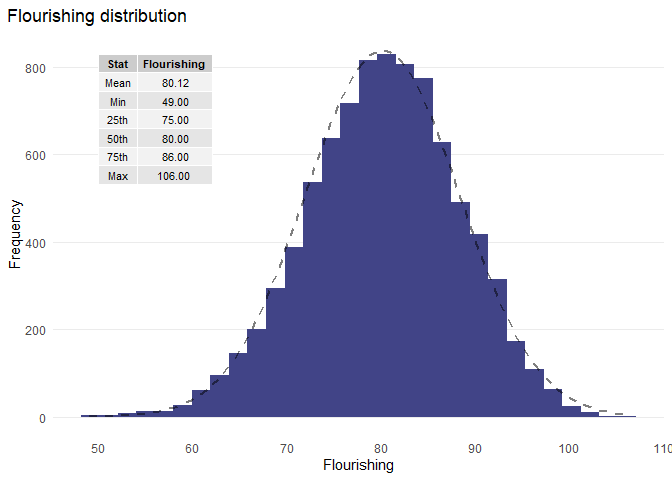 Flourishing distribution
Stat Flourishing
Mean 80.12
Min 49.00
25th 75.00
50th 80.00
75th 86.00
Max 106.00
800
600
400
200
0
Frequency
50 60 70 80 90 100 110
Flourishing